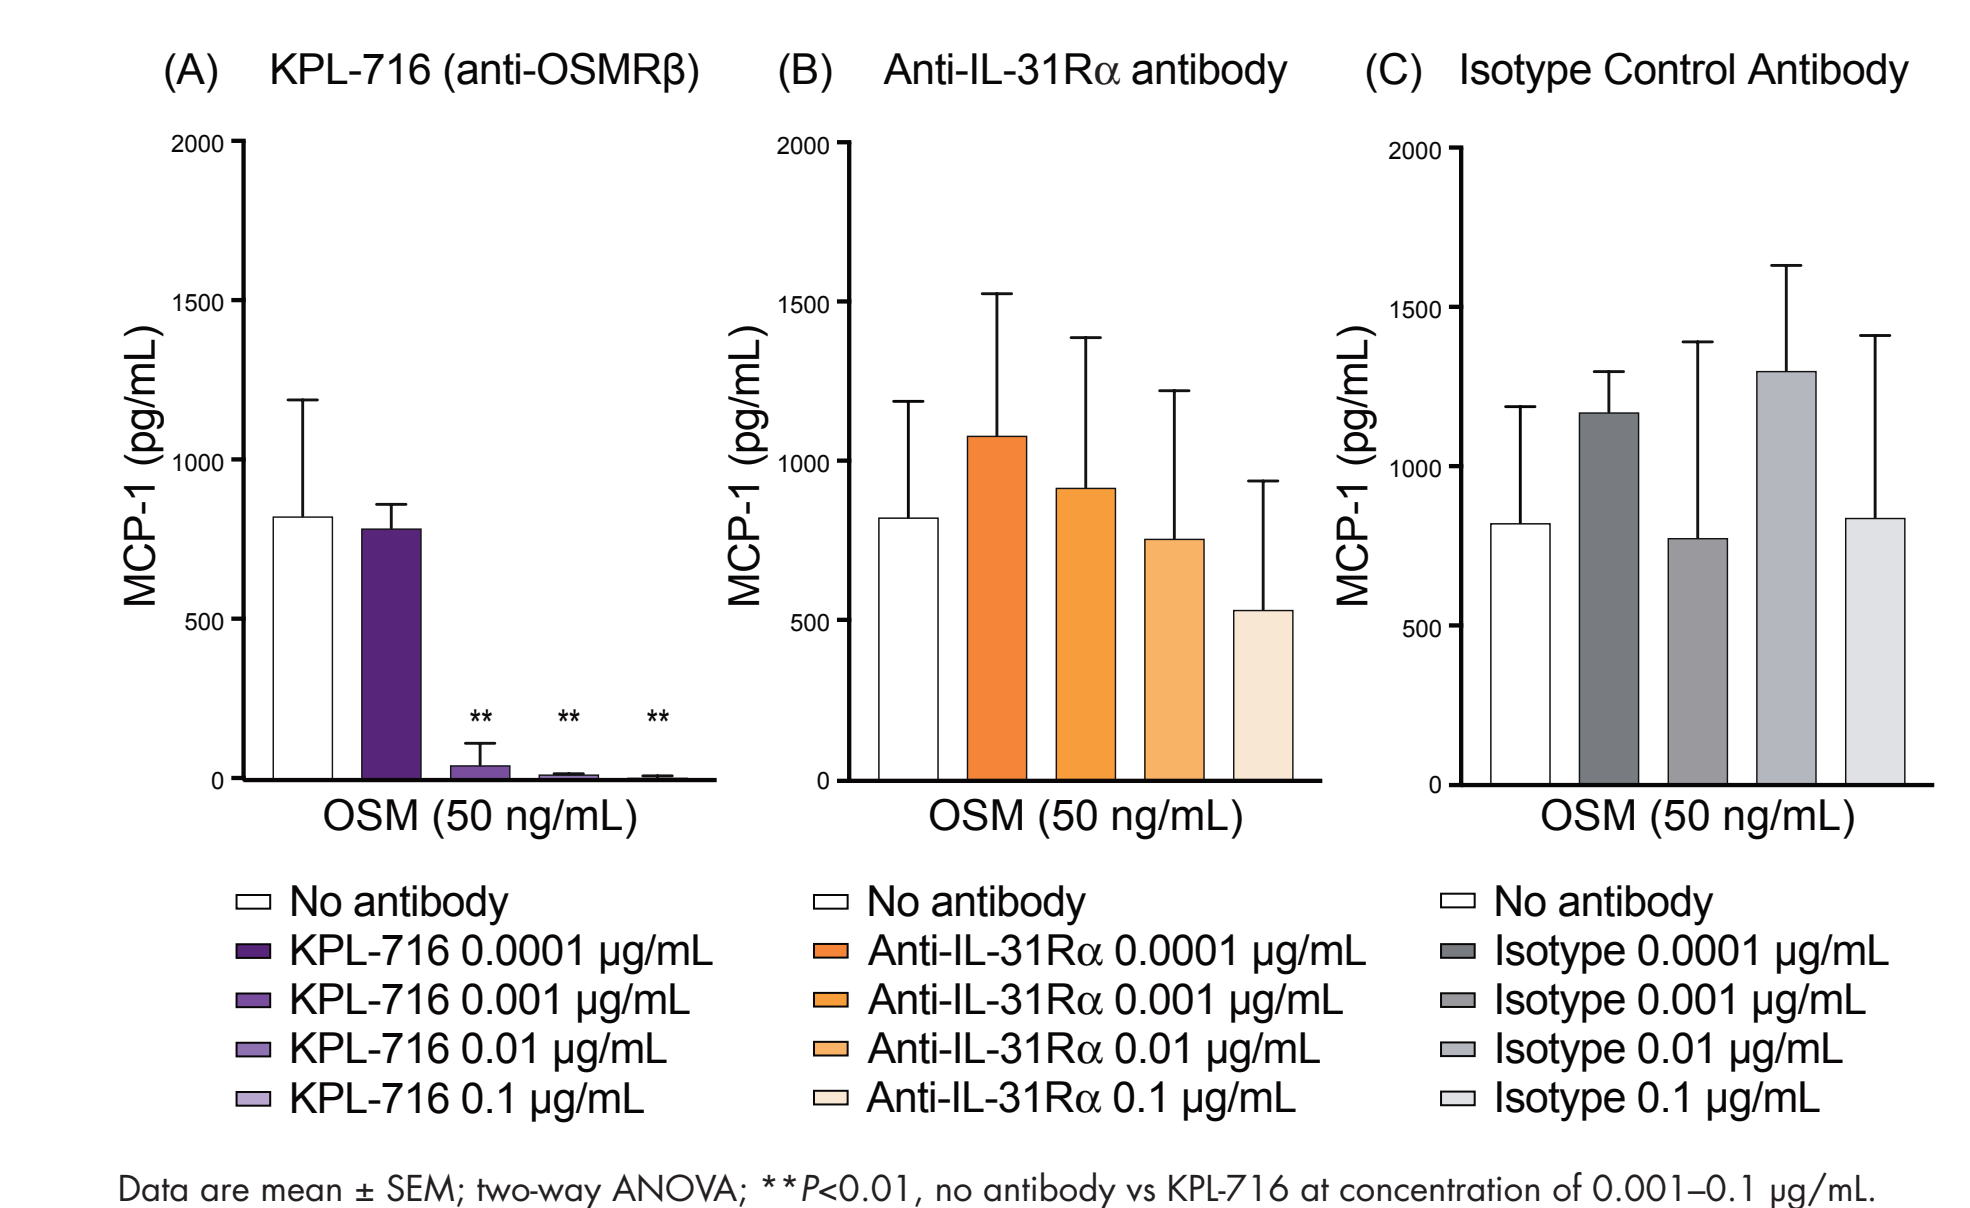 (A) KPL-716 (anti-OSMRβ)
2000
1500
1000
500
0
MCP-1 (pg/mL)
** ** **
OSM (50 ng/mL)
No antibody
KPL-716 0.0001 µg/mL
KPL-716 0.001 µg/mL
KPL-716 0.01 µg/mL
KPL-716 0.1 µg/mL
(B) Anti-IL-31Rα antibody
2000
1500
1000
500
0
MCP-1 (pg/mL)
OSM (50 ng/mL)
No antibody
Anti-IL-31Rα 0.0001 µg/mL
Anti-IL-31Rα 0.001 µg/mL
Anti-IL-31Rα 0.01 µg/mL
Anti-IL-31Rα 0.1 µg/mL
(C) Isotype Control Antibody
2000
1500
1000
500
0
MCP-1 (pg/mL)
OSM (50 ng/mL)
No antibody
Isotype 0.0001 µg/mL
Isotype 0.001 µg/mL
Isotype 0.01 µg/mL
Isotype 0.1 µg/mL
Data are mean ± SEM; two-way ANOVA; **P<0.01, no antibody vs KPL-716 at concentration of 0.001–0.1 µg/mL.